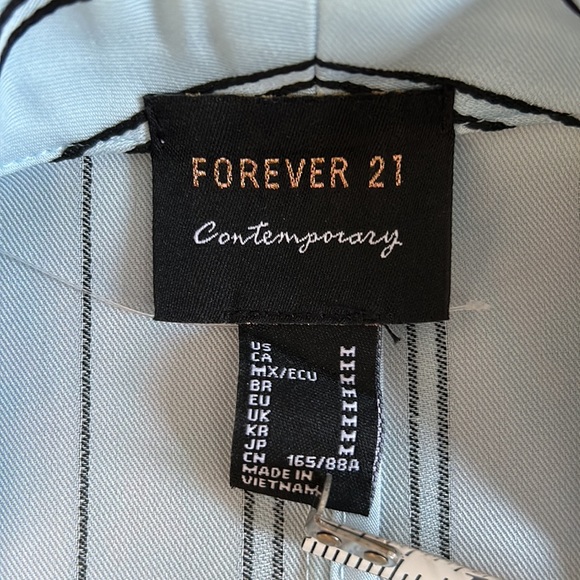 FOREVER 21
Contemporary
US M
CA M
MX/ECU M
BR M
EU M
UK M
KR M
JP M
CN 165/88A
MADE IN
VIETNAM